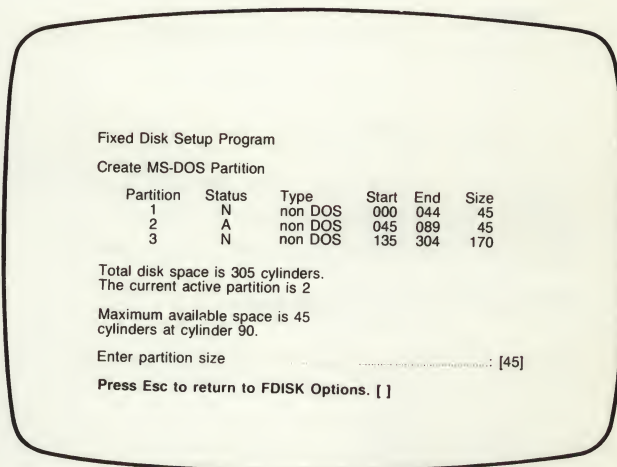 Fixed Disk Setup Program
Create MS-DOS Partition
Partition Status Type Start End Size
1 N non DOS 000 044 45
2 A non DOS 045 089 45
3 N non DOS 135 304 170
Total disk space is 305 cylinders.
The current active partition is 2
Maximum available space is 45
cylinders at cylinder 90.
Enter partition size : [45]
Press Esc to return to FDISK Options. [ ]